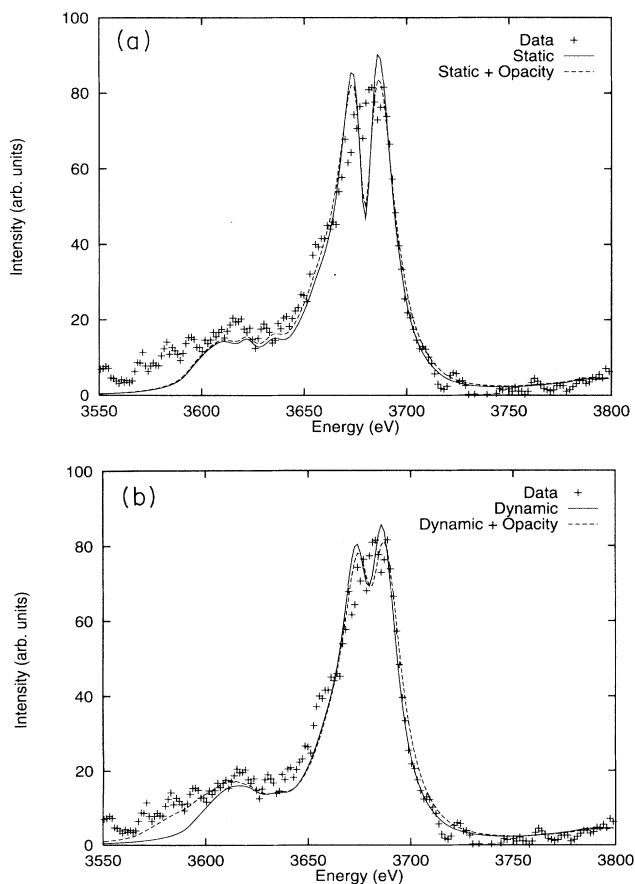 (a)
100
80
60
40
20
0
Intensity (arb. units)
Data
Static
Static + Opacity
3550
3600
3650
3700
3750
3800
Energy (eV)
(b)
100
80
60
40
20
0
Intensity (arb. units)
Data
Dynamic
Dynamic + Opacity
3550
3600
3650
3700
3750
3800
Energy (eV)